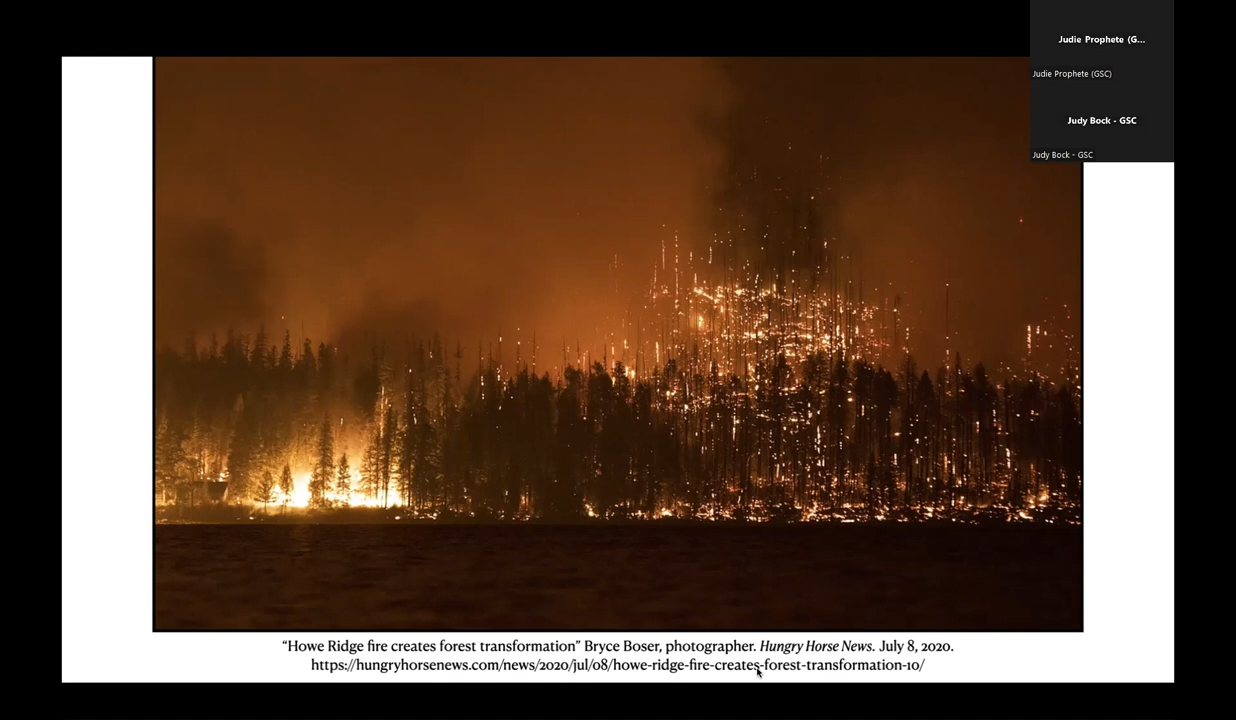 Judie Prophete (G...
Judie Prophete (GSC)
Judy Bock - GSC
Judy Bock - GSC
“Howe Ridge fire creates forest transformation” Bryce Boser, photographer. Hungry Horse News. July 8, 2020.
https://hungryhorsenews.com/news/2020/jul/08/howe-ridge-fire-creates-forest-transformation-10/